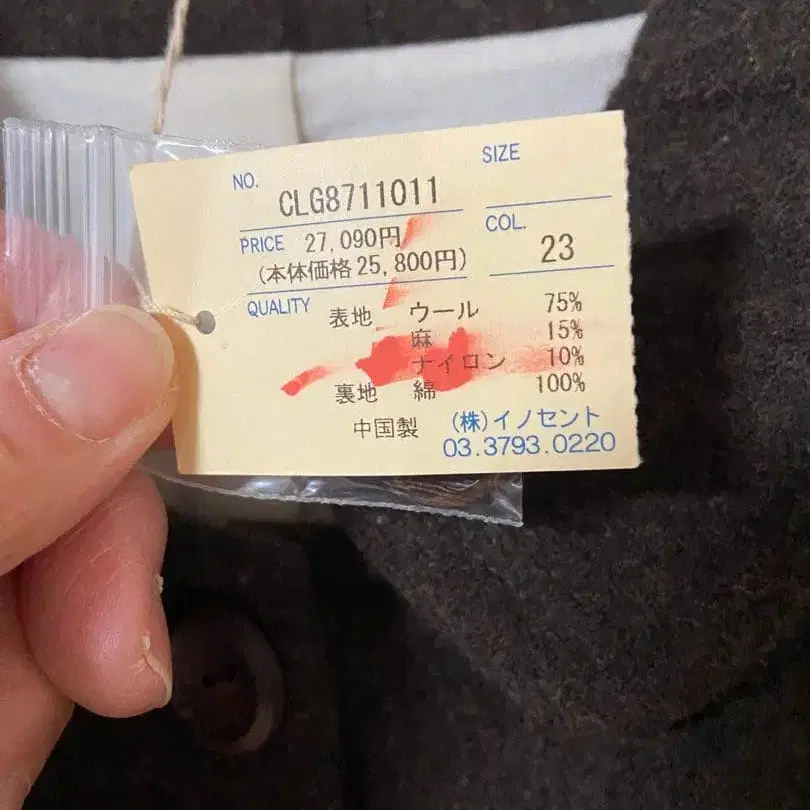 NO. CLG8711011
SIZE
PRICE 27,090円
(本体価格25,800円)
COL. 23
QUALITY 表地 ウール 75%
麻 15%
ナイロン 10%
裏地 綿 100%
中国製 (株)イノセント
03.3793.0220